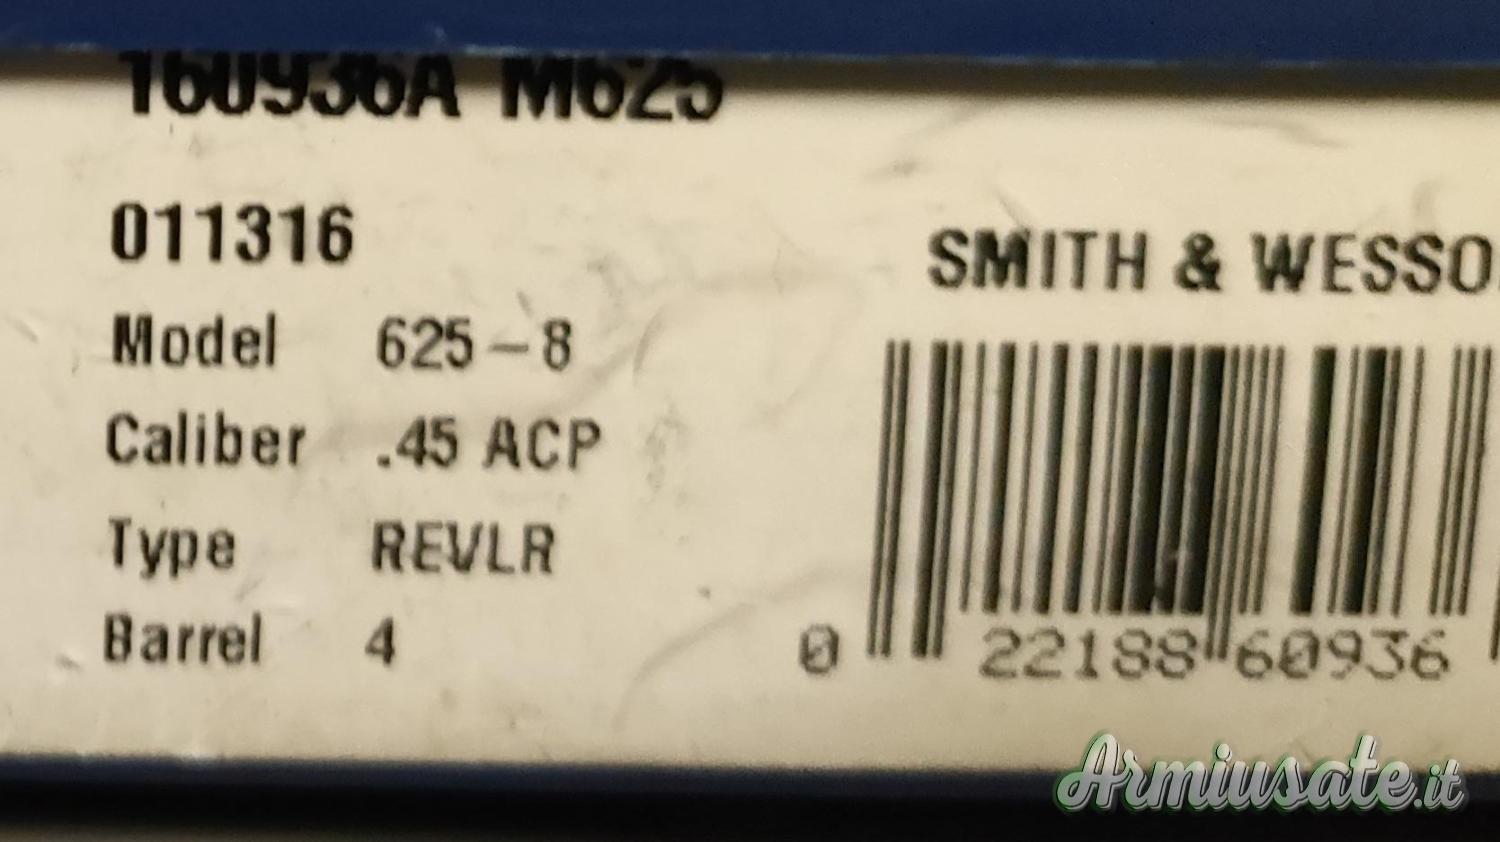 160936A M625
011316
Model 625-8
Caliber .45 ACP
Type REVLR
Barrel 4
SMITH & WESSO
0 22188 60936
Armiusate.it